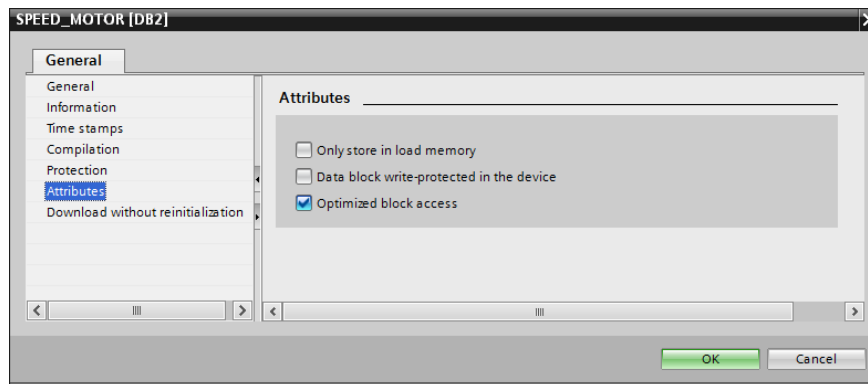 SPEED_MOTOR [DB2]
General
General
Information
Time stamps
Compilation
Protection
Attributes
Download without reinitialization
Attributes
Only store in load memory
Data block write-protected in the device
Optimized block access
OK
Cancel